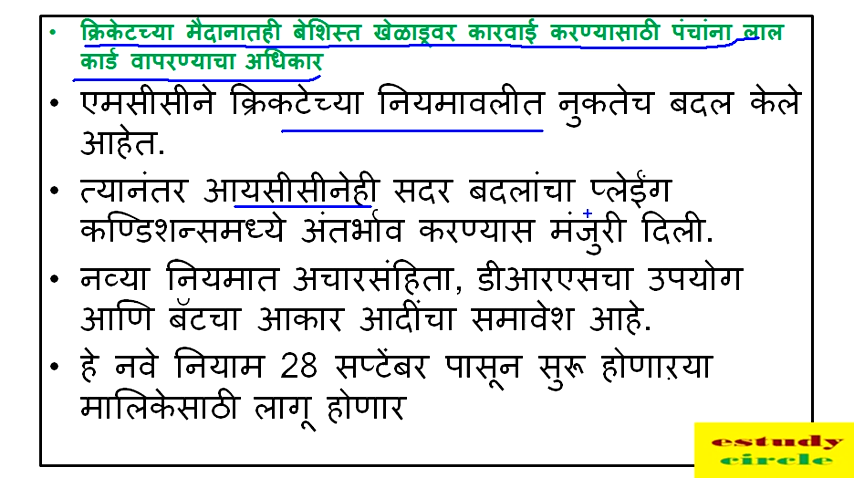 • क्रिकेटच्या मैदानातही बेशिस्त खेळाडूवर कारवाई करण्यासाठी पंचांना लाल
कार्ड वापरण्याचा अधिकार
• एमसीसीने क्रिकटेच्या नियमावलीत नुकतेच बदल केले
आहेत.
• त्यानंतर आयसीसीनेही सदर बदलांचा प्लेईंग
कण्डिशन्समध्ये अंतर्भाव करण्यास मंजुरी दिली.
• नव्या नियमात अचारसंहिता, डीआरएसचा उपयोग
आणि बॅटचा आकार आदींचा समावेश आहे.
• हे नवे नियाम 28 सप्टेंबर पासून सुरू होणाऱया
मालिकेसाठी लागू होणार
estudy
circle